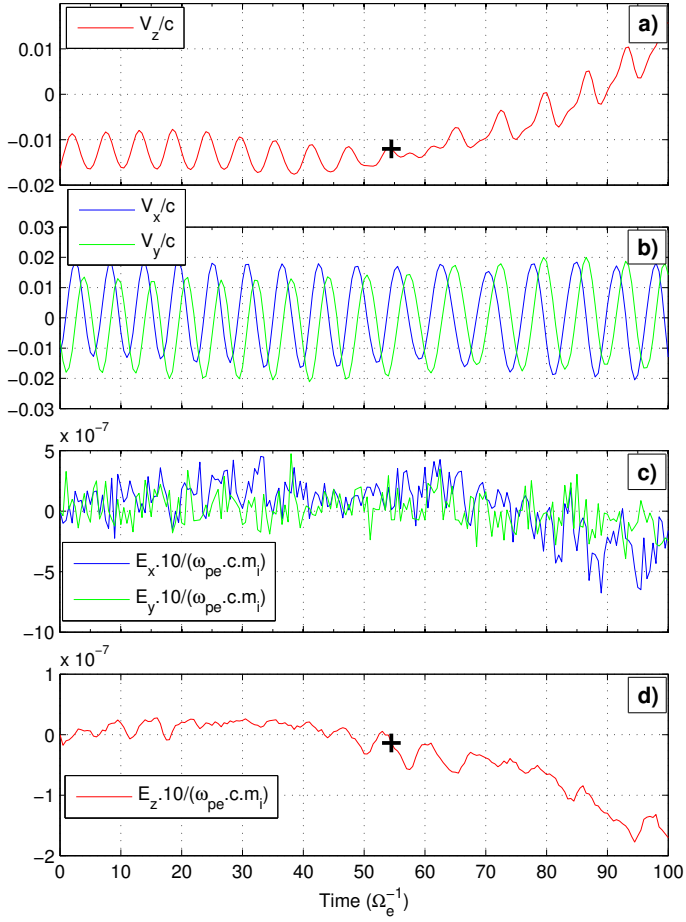 V_z/c
a)
0.01
0
−0.01
−0.02
V_x/c
V_y/c
b)
0.03
0.02
0.01
0
−0.01
−0.02
−0.03
x 10^-7
c)
5
0
−5
−10
E_x.10/(ω_pe.c.m_i)
E_y.10/(ω_pe.c.m_i)
x 10^-7
d)
1
0
−1
−2
E_z.10/(ω_pe.c.m_i)
0 10 20 30 40 50 60 70 80 90 100
Time (Ω_e^-1)